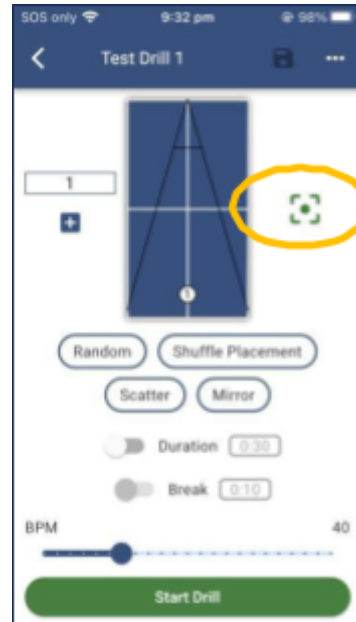 SOS only 9:32 pm 98%
Test Drill 1
1
1
Random Shuffle Placement
Scatter Mirror
Duration 0:30
Break 0:10
BPM 40
Start Drill